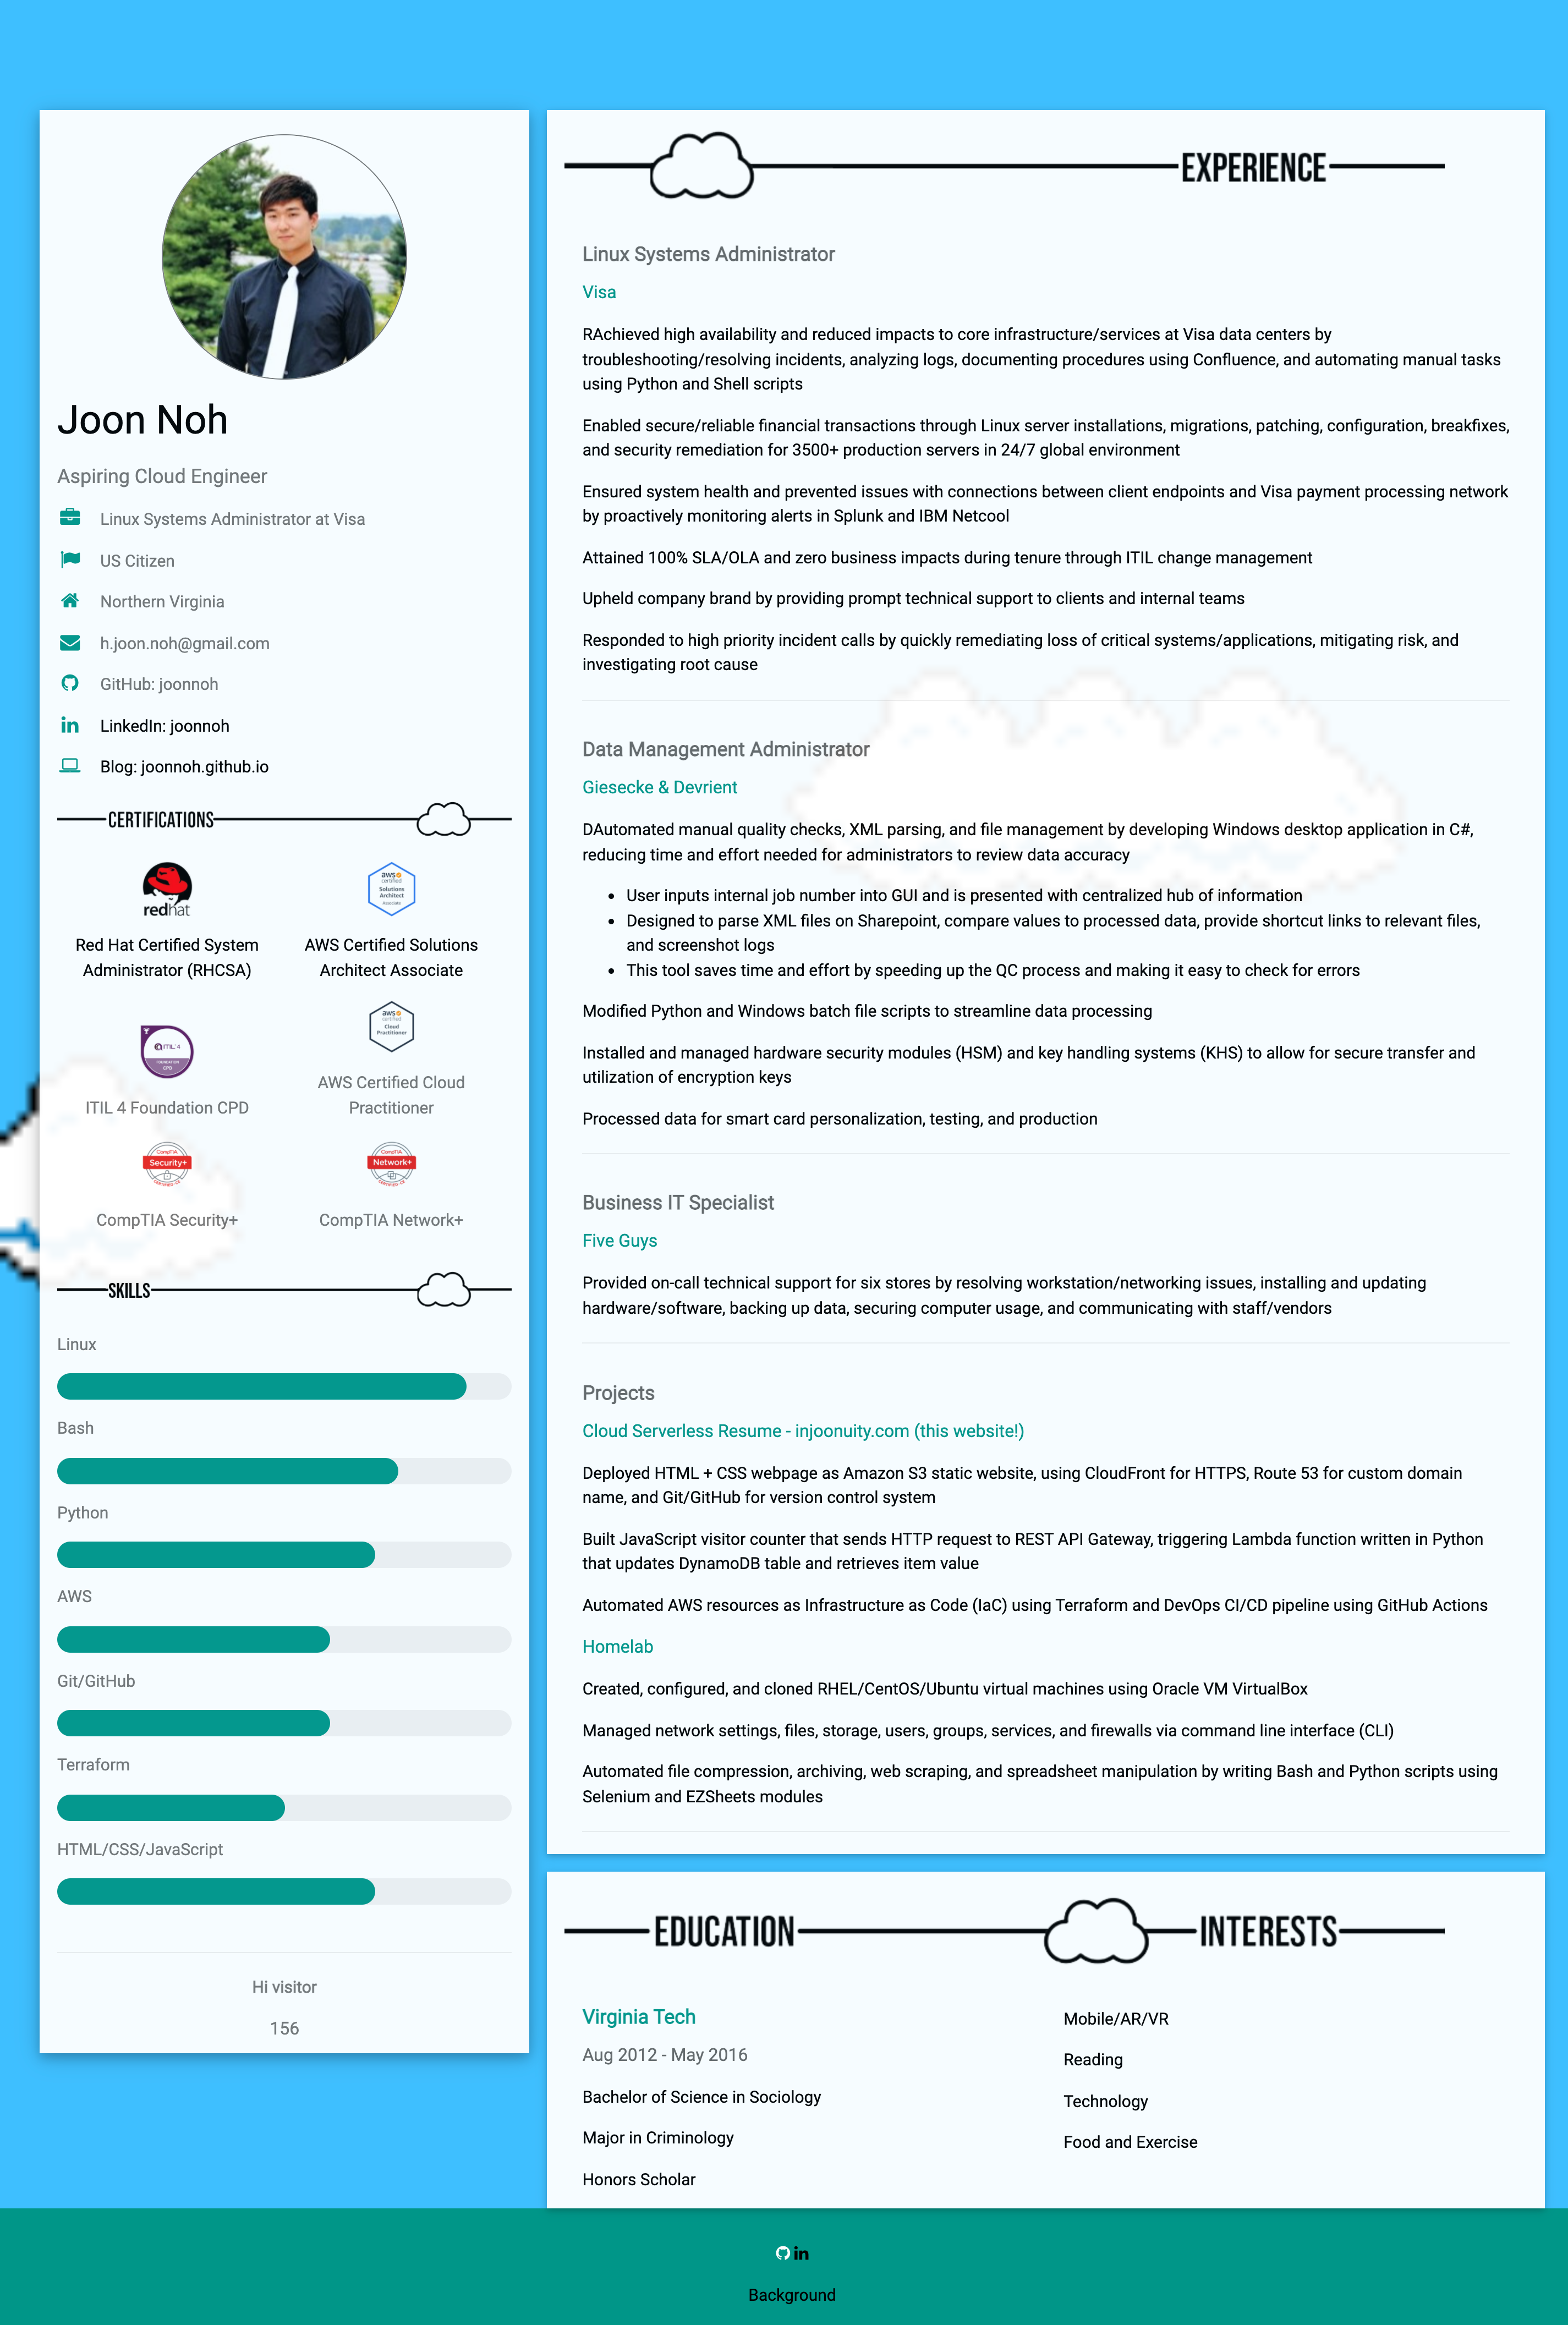 Joon Noh
Aspiring Cloud Engineer
Linux Systems Administrator at Visa
US Citizen
Northern Virginia
h.joon.noh@gmail.com
GitHub: joonnoh
LinkedIn: joonnoh
Blog: joonnoh.github.io
CERTIFICATIONS
redhat
Red Hat Certified System
Administrator (RHCSA)
aws
certified
Solutions
Architect
Associate
AWS Certified Solutions
Architect Associate
ITIL 4
FOUNDATION
CPD
ITIL 4 Foundation CPD
aws
certified
Cloud
Practitioner
AWS Certified Cloud
Practitioner
CompTIA
Security+
CompTIA Security+
CompTIA
Network+
CompTIA Network+
SKILLS
Linux
Bash
Python
AWS
Git/GitHub
Terraform
HTML/CSS/JavaScript
Hi visitor
156
EXPERIENCE
Linux Systems Administrator
Visa
RAchieved high availability and reduced impacts to core infrastructure/services at Visa data centers by
troubleshooting/resolving incidents, analyzing logs, documenting procedures using Confluence, and automating manual tasks
using Python and Shell scripts
Enabled secure/reliable financial transactions through Linux server installations, migrations, patching, configuration, breakfixes,
and security remediation for 3500+ production servers in 24/7 global environment
Ensured system health and prevented issues with connections between client endpoints and Visa payment processing network
by proactively monitoring alerts in Splunk and IBM Netcool
Attained 100% SLA/OLA and zero business impacts during tenure through ITIL change management
Upheld company brand by providing prompt technical support to clients and internal teams
Responded to high priority incident calls by quickly remediating loss of critical systems/applications, mitigating risk, and
investigating root cause
Data Management Administrator
Giesecke & Devrient
DAutomated manual quality checks, XML parsing, and file management by developing Windows desktop application in C#,
reducing time and effort needed for administrators to review data accuracy
• User inputs internal job number into GUI and is presented with centralized hub of information
• Designed to parse XML files on Sharepoint, compare values to processed data, provide shortcut links to relevant files,
and screenshot logs
• This tool saves time and effort by speeding up the QC process and making it easy to check for errors
Modified Python and Windows batch file scripts to streamline data processing
Installed and managed hardware security modules (HSM) and key handling systems (KHS) to allow for secure transfer and
utilization of encryption keys
Processed data for smart card personalization, testing, and production
Business IT Specialist
Five Guys
Provided on-call technical support for six stores by resolving workstation/networking issues, installing and updating
hardware/software, backing up data, securing computer usage, and communicating with staff/vendors
Projects
Cloud Serverless Resume - injoonuity.com (this website!)
Deployed HTML + CSS webpage as Amazon S3 static website, using CloudFront for HTTPS, Route 53 for custom domain
name, and Git/GitHub for version control system
Built JavaScript visitor counter that sends HTTP request to REST API Gateway, triggering Lambda function written in Python
that updates DynamoDB table and retrieves item value
Automated AWS resources as Infrastructure as Code (IaC) using Terraform and DevOps CI/CD pipeline using GitHub Actions
Homelab
Created, configured, and cloned RHEL/CentOS/Ubuntu virtual machines using Oracle VM VirtualBox
Managed network settings, files, storage, users, groups, services, and firewalls via command line interface (CLI)
Automated file compression, archiving, web scraping, and spreadsheet manipulation by writing Bash and Python scripts using
Selenium and EZSheets modules
EDUCATION
Virginia Tech
Aug 2012 - May 2016
Bachelor of Science in Sociology
Major in Criminology
Honors Scholar
INTERESTS
Mobile/AR/VR
Reading
Technology
Food and Exercise
Background